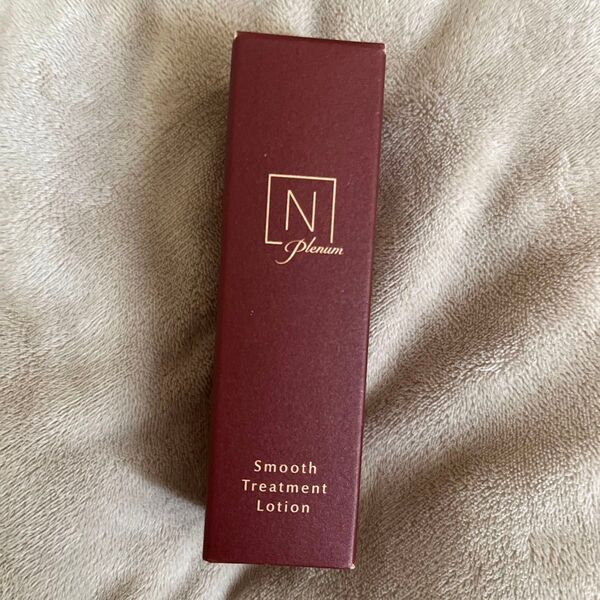 N
Plenum
Smooth
Treatment
Lotion